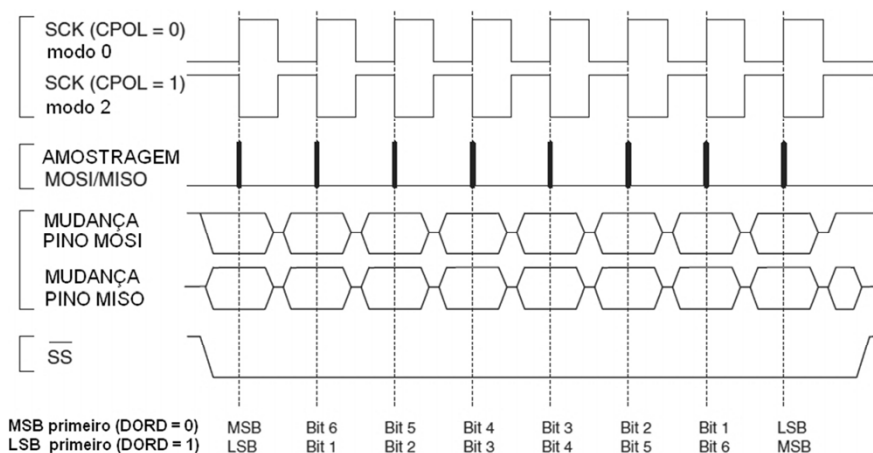 SCK (CPOL = 0)
modo 0
SCK (CPOL = 1)
modo 2
AMOSTRAGEM
MOSI/MISO
MUDANÇA
PINO MOSI
MUDANÇA
PINO MISO
SS
MSB primeiro (DORD = 0) MSB Bit 6 Bit 5 Bit 4 Bit 3 Bit 2 Bit 1 LSB
LSB primeiro (DORD = 1) LSB Bit 1 Bit 2 Bit 3 Bit 4 Bit 5 Bit 6 MSB